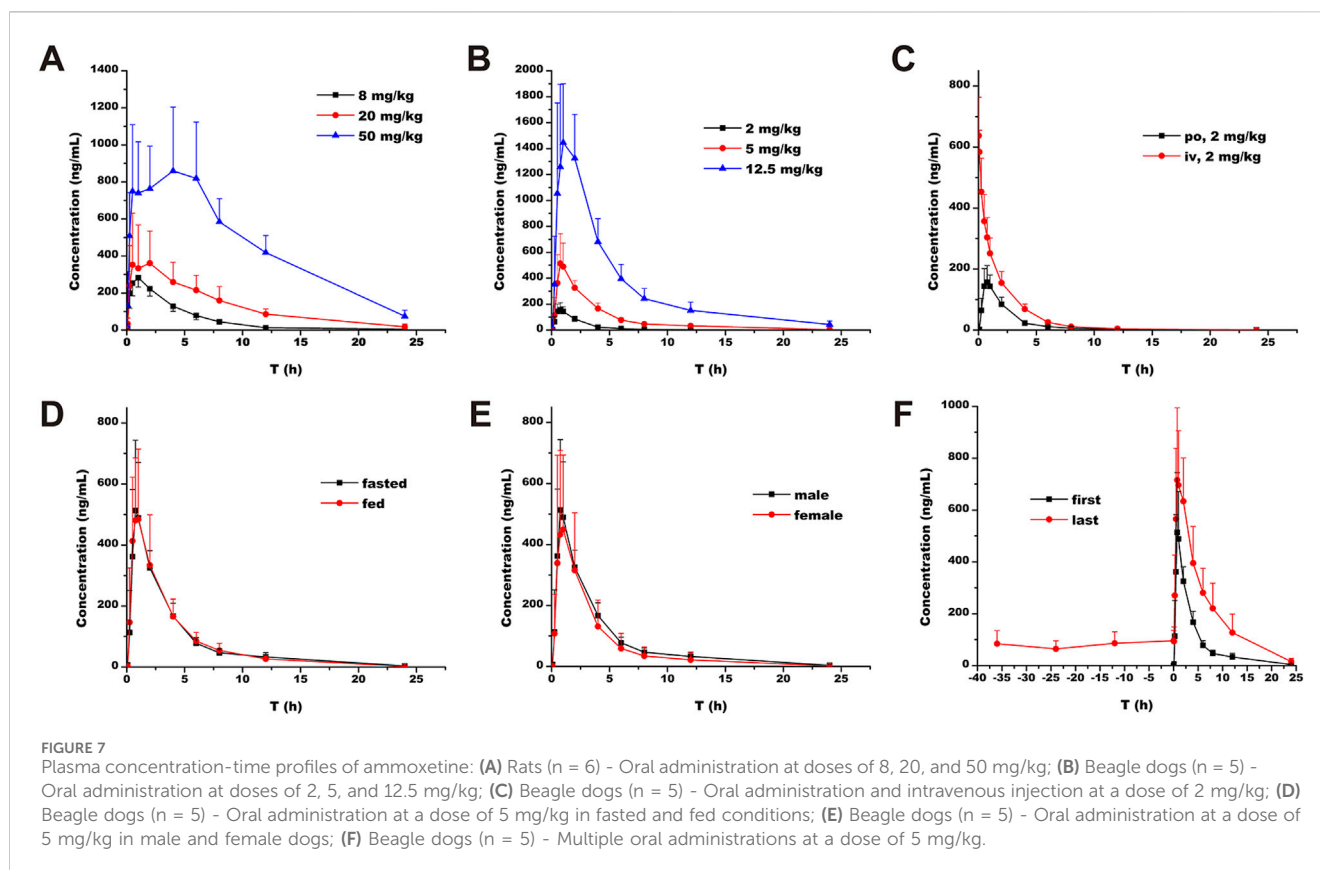 A
1400
1200
1000
800
600
400
200
0
Concentration (ng/mL)
8 mg/kg
20 mg/kg
50 mg/kg
0 5 10 15 20 25
T (h)
B
2000
1800
1600
1400
1200
1000
800
600
400
200
0
Concentration (ng/mL)
2 mg/kg
5 mg/kg
12.5 mg/kg
0 5 10 15 20 25
T (h)
C
800
600
400
200
0
Concentration (ng/mL)
po, 2 mg/kg
iv, 2 mg/kg
0 5 10 15 20 25
T (h)
D
800
600
400
200
0
Concentration (ng/mL)
fasted
fed
0 5 10 15 20 25
T (h)
E
800
600
400
200
0
Concentration (ng/mL)
male
female
0 5 10 15 20 25
T (h)
F
1000
800
600
400
200
0
Concentration (ng/mL)
first
last
-40 -35 -30 -25 -20 -15 -10 -5 0 5 10 15 20 25
T (h)
FIGURE 7
Plasma concentration-time profiles of ammoxetine: (A) Rats (n = 6) - Oral administration at doses of 8, 20, and 50 mg/kg; (B) Beagle dogs (n = 5) -
Oral administration at doses of 2, 5, and 12.5 mg/kg; (C) Beagle dogs (n = 5) - Oral administration and intravenous injection at a dose of 2 mg/kg; (D)
Beagle dogs (n = 5) - Oral administration at a dose of 5 mg/kg in fasted and fed conditions; (E) Beagle dogs (n = 5) - Oral administration at a dose of
5 mg/kg in male and female dogs; (F) Beagle dogs (n = 5) - Multiple oral administrations at a dose of 5 mg/kg.